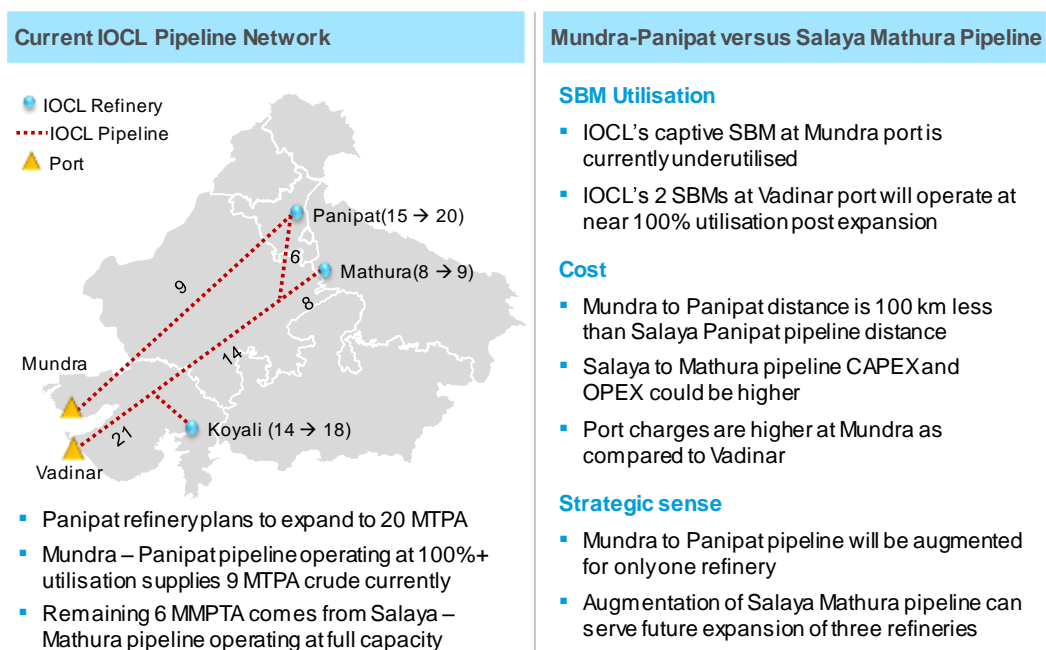 Current IOCL Pipeline Network
IOCL Refinery
IOCL Pipeline
Port
Panipat(15 → 20)
6
Mathura(8 → 9)
9
8
14
Mundra
Koyali (14 → 18)
21
Vadinar
▪ Panipat refinery plans to expand to 20 MTPA
▪ Mundra – Panipat pipeline operating at 100%+
utilisation supplies 9 MTPA crude currently
▪ Remaining 6 MMPTA comes from Salaya –
Mathura pipeline operating at full capacity
Mundra-Panipat versus Salaya Mathura Pipeline
SBM Utilisation
▪ IOCL's captive SBM at Mundra port is
currently underutilised
▪ IOCL's 2 SBMs at Vadinar port will operate at
near 100% utilisation post expansion
Cost
▪ Mundra to Panipat distance is 100 km less
than Salaya Panipat pipeline distance
▪ Salaya to Mathura pipeline CAPEX and
OPEX could be higher
▪ Port charges are higher at Mundra as
compared to Vadinar
Strategic sense
▪ Mundra to Panipat pipeline will be augmented
for only one refinery
▪ Augmentation of Salaya Mathura pipeline can
serve future expansion of three refineries